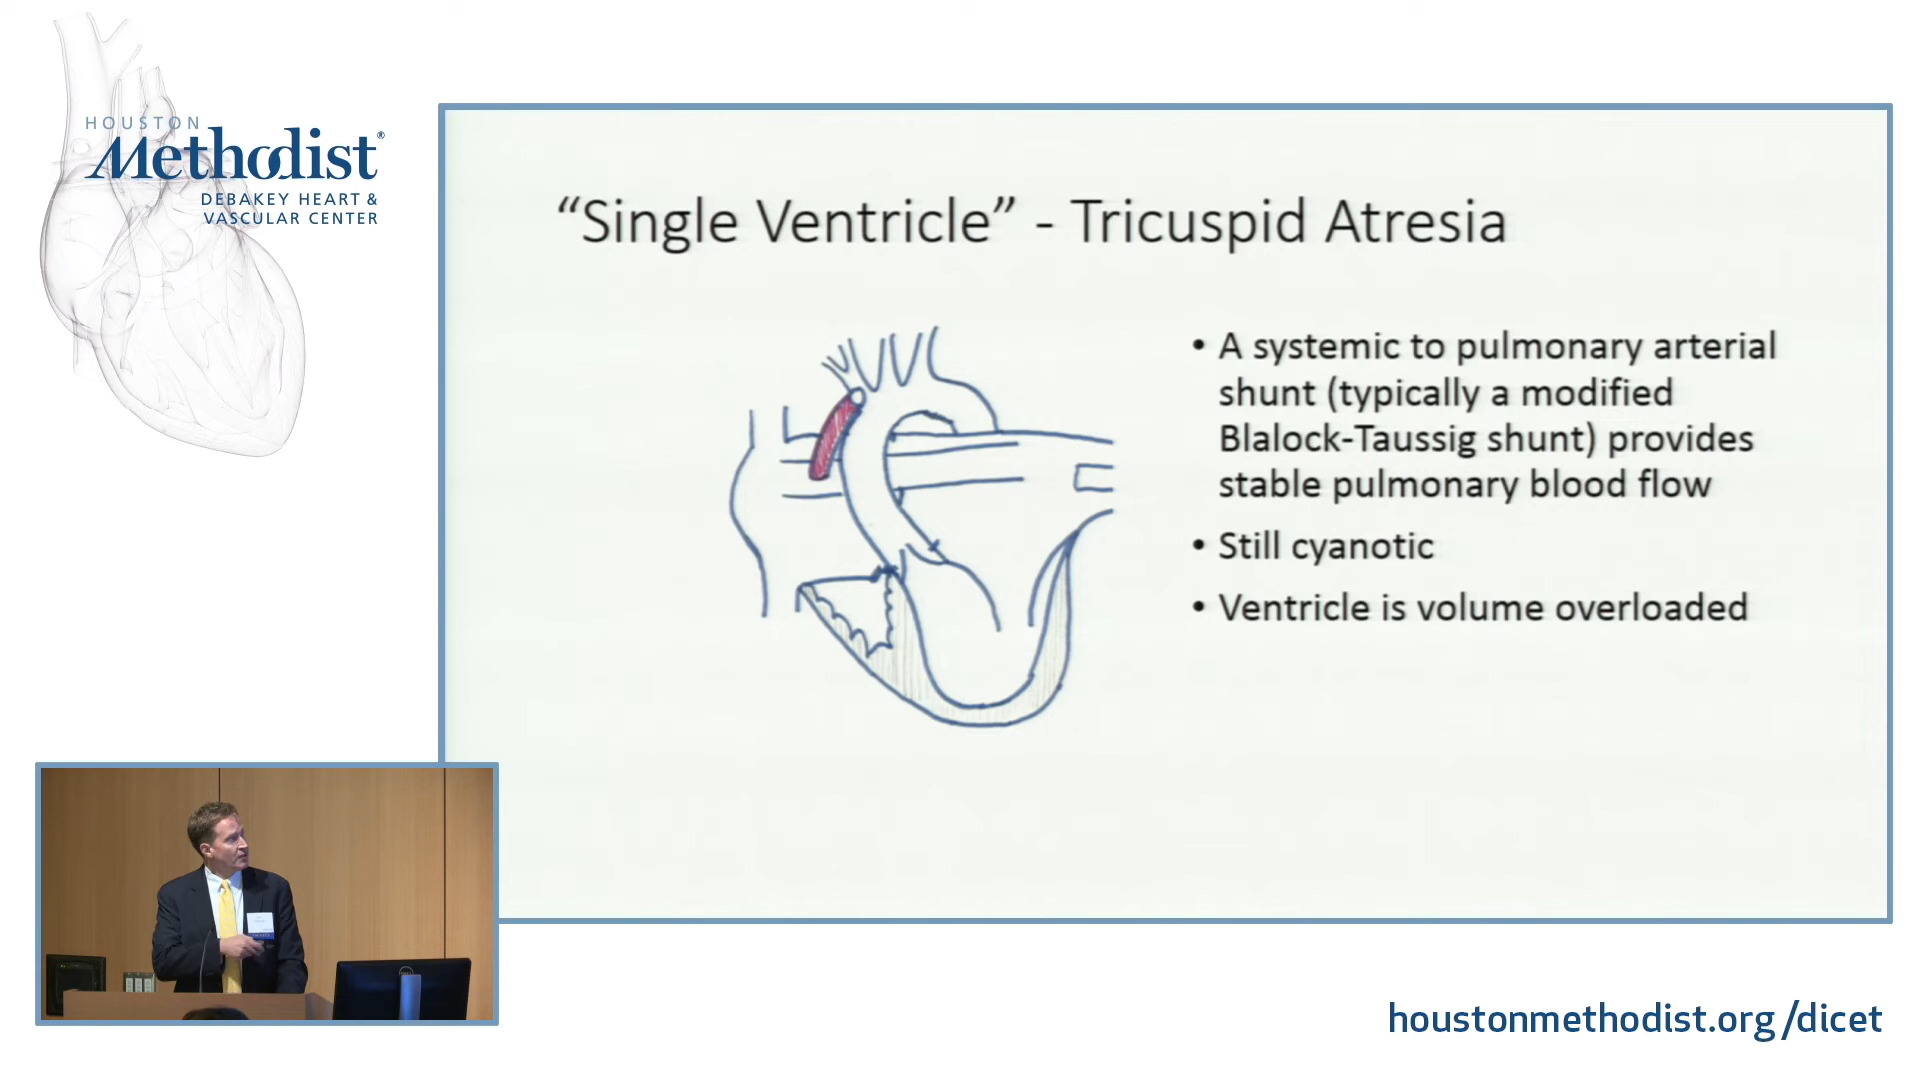 HOUSTON
Methodist®
DEBAKEY HEART &
VASCULAR CENTER
“Single Ventricle” - Tricuspid Atresia
• A systemic to pulmonary arterial
shunt (typically a modified
Blalock-Taussig shunt) provides
stable pulmonary blood flow
• Still cyanotic
• Ventricle is volume overloaded
houstonmethodist.org/dicet